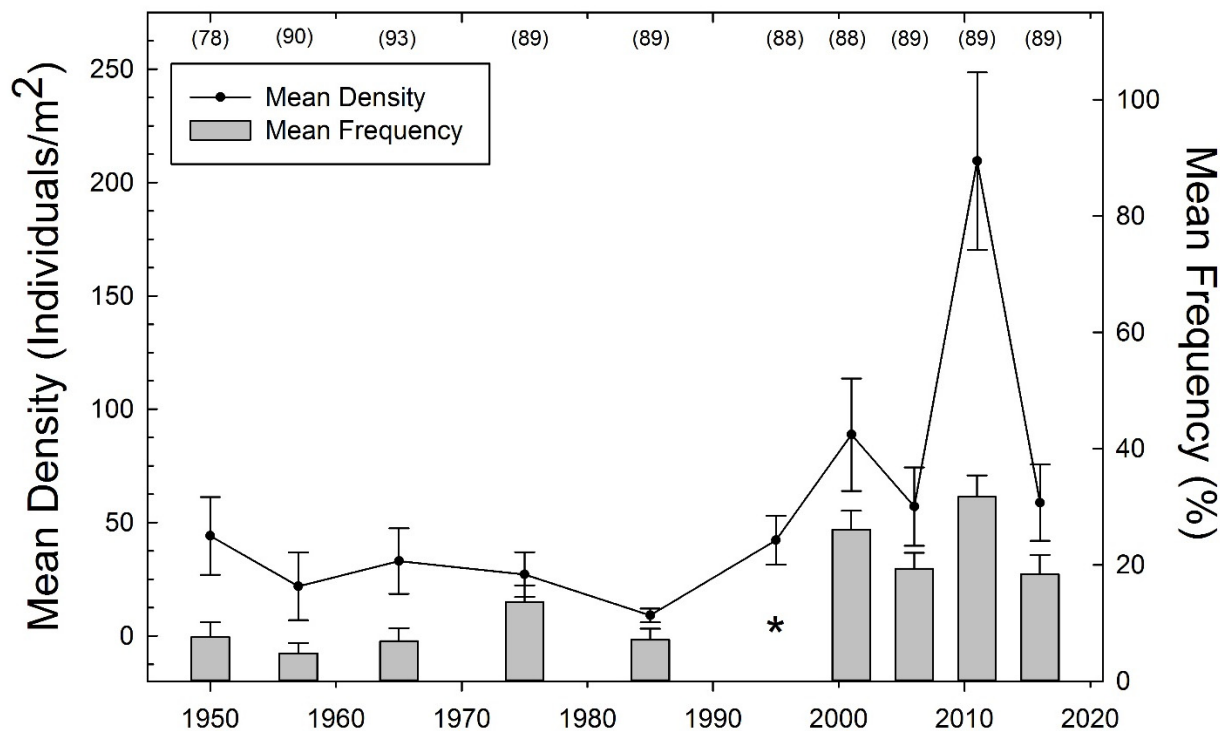 (78) (90) (93) (89) (89) (88) (88) (89) (89) (89)
Mean Density
Mean Frequency
Mean Density (Individuals/m²)
250
200
150
100
50
0
Mean Frequency (%)
100
80
60
40
20
0
*
1950 1960 1970 1980 1990 2000 2010 2020